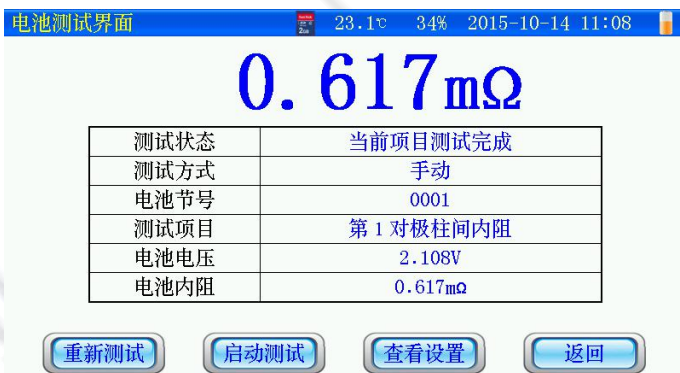 电池测试界面 23.1℃ 34% 2015-10-14 11:08
0.617mΩ
测试状态 当前项目测试完成
测试方式 手动
电池节号 0001
测试项目 第1对极柱间内阻
电池电压 2.108V
电池内阻 0.617mΩ
重新测试 启动测试 查看设置 返回